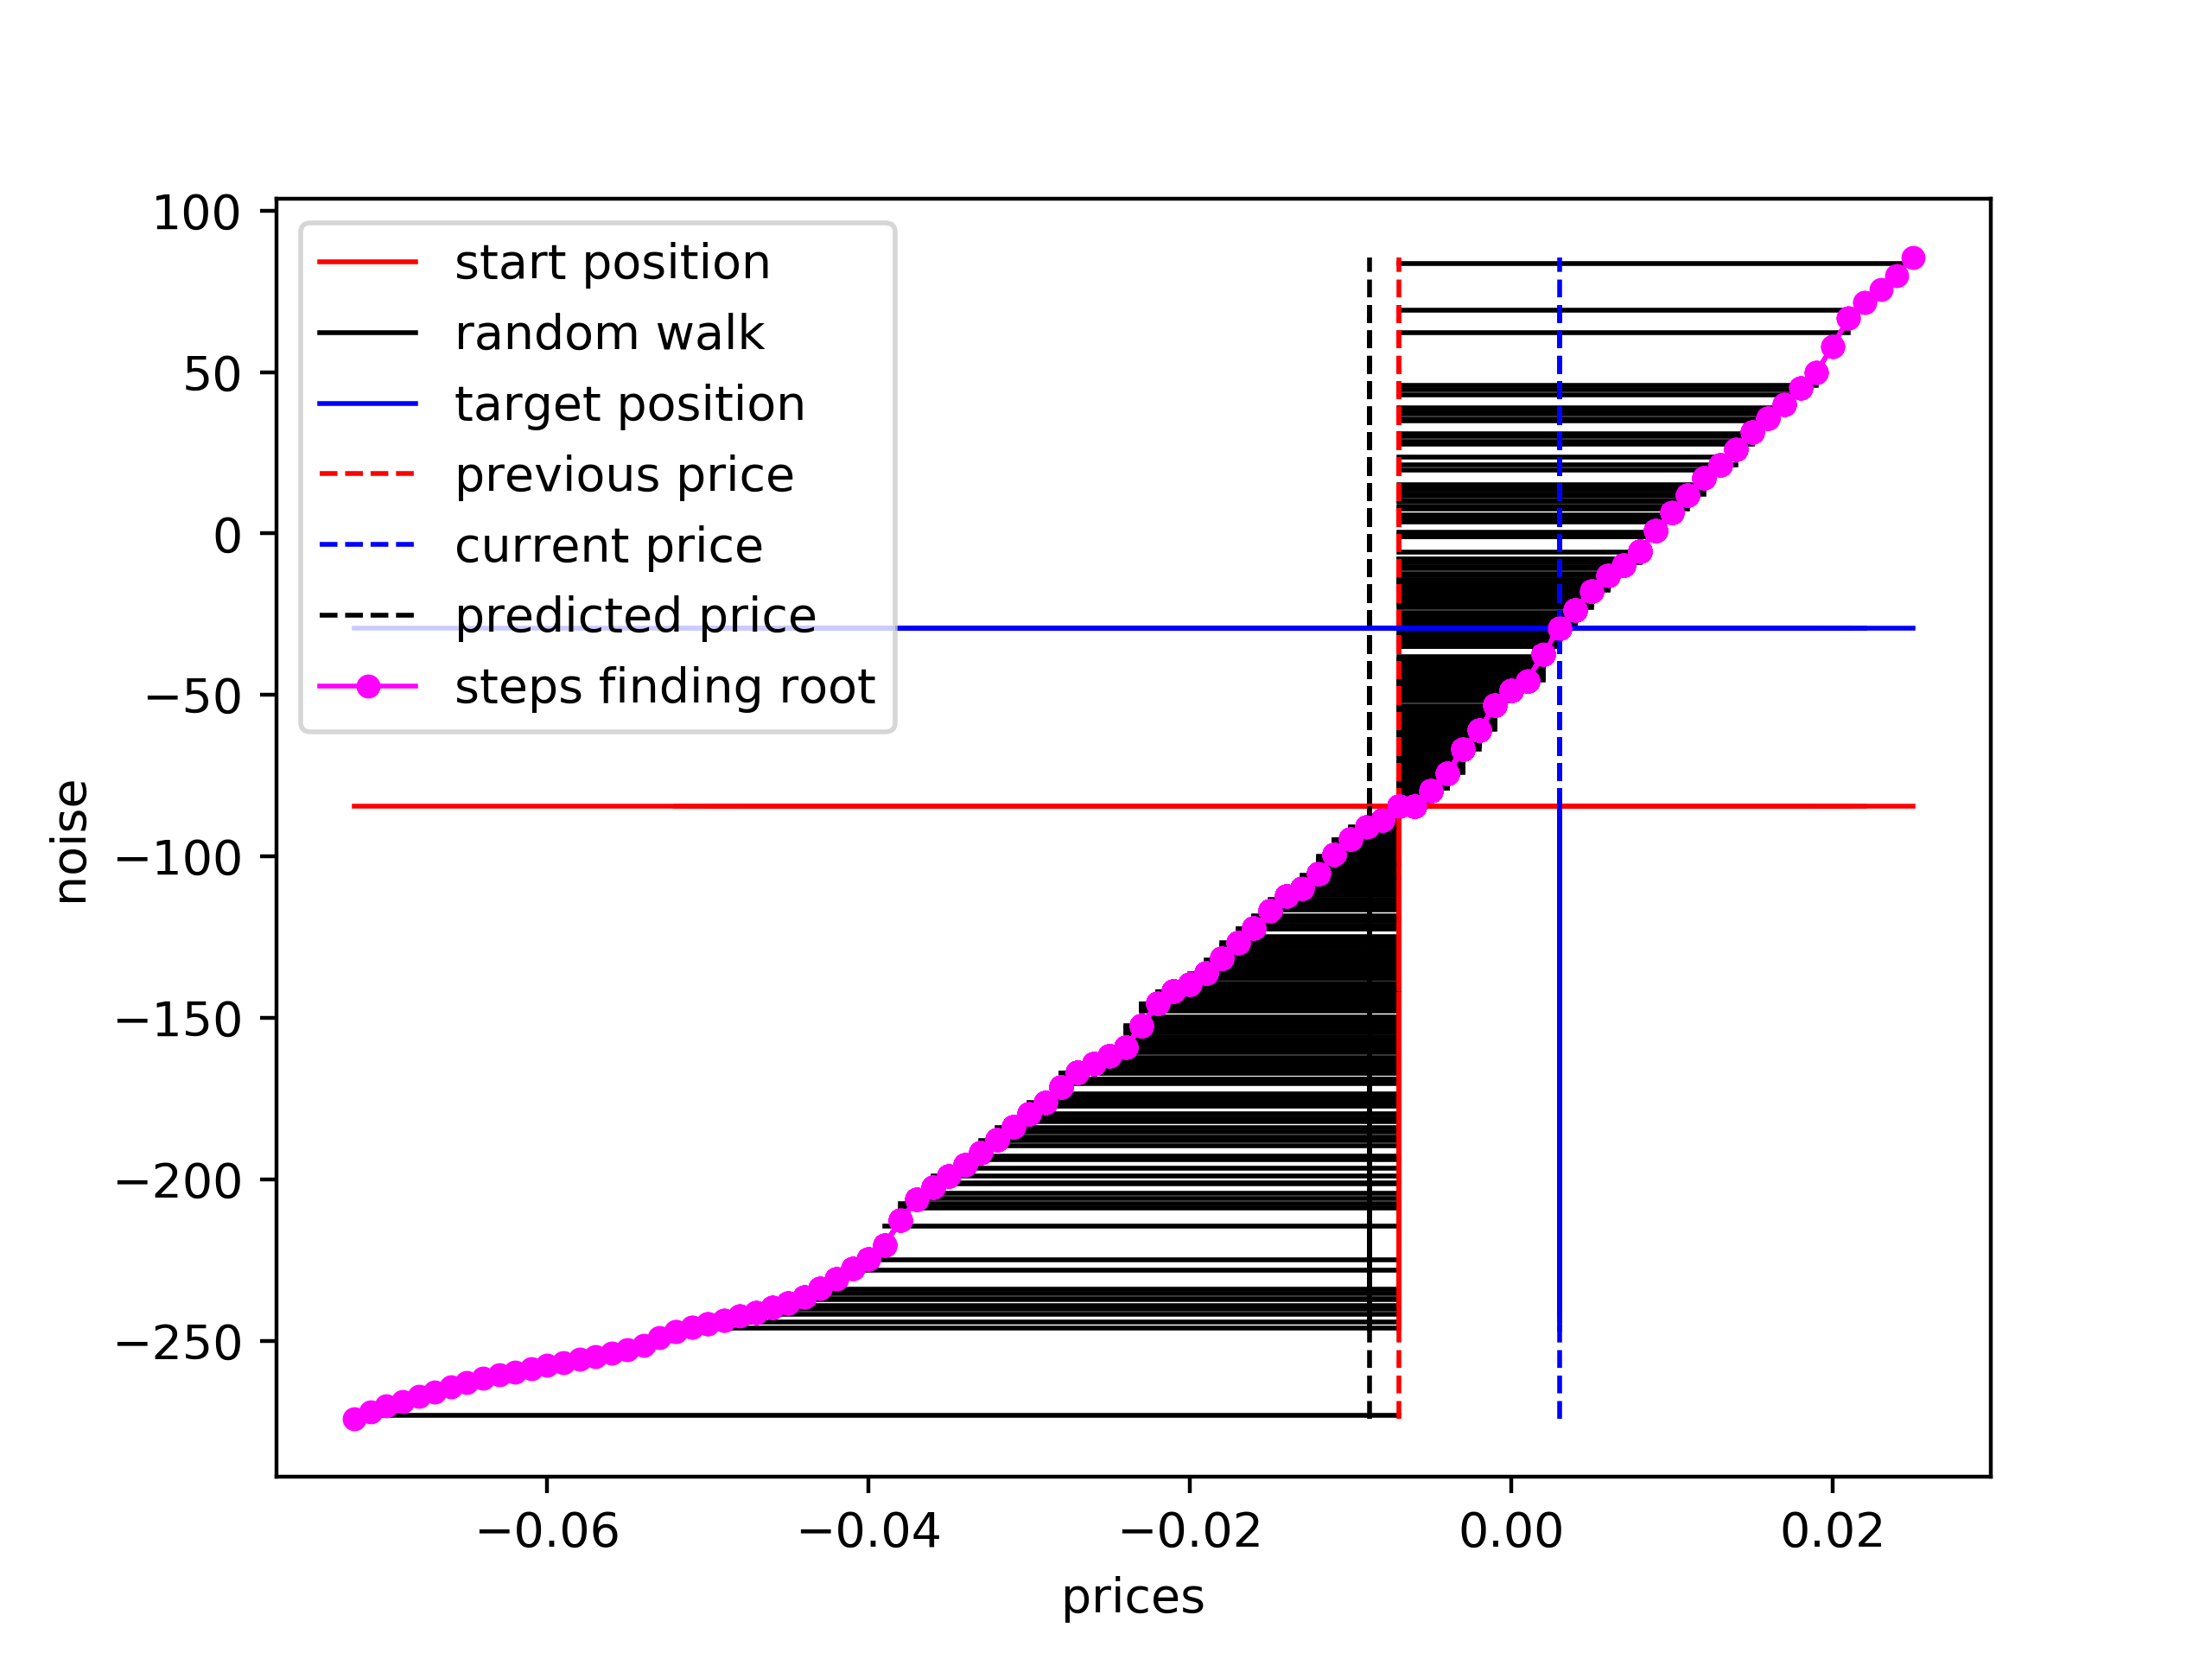 100
50
0
−50
−100
−150
−200
−250
noise
start position
random walk
target position
previous price
current price
predicted price
steps finding root
−0.06 −0.04 −0.02 0.00 0.02
prices